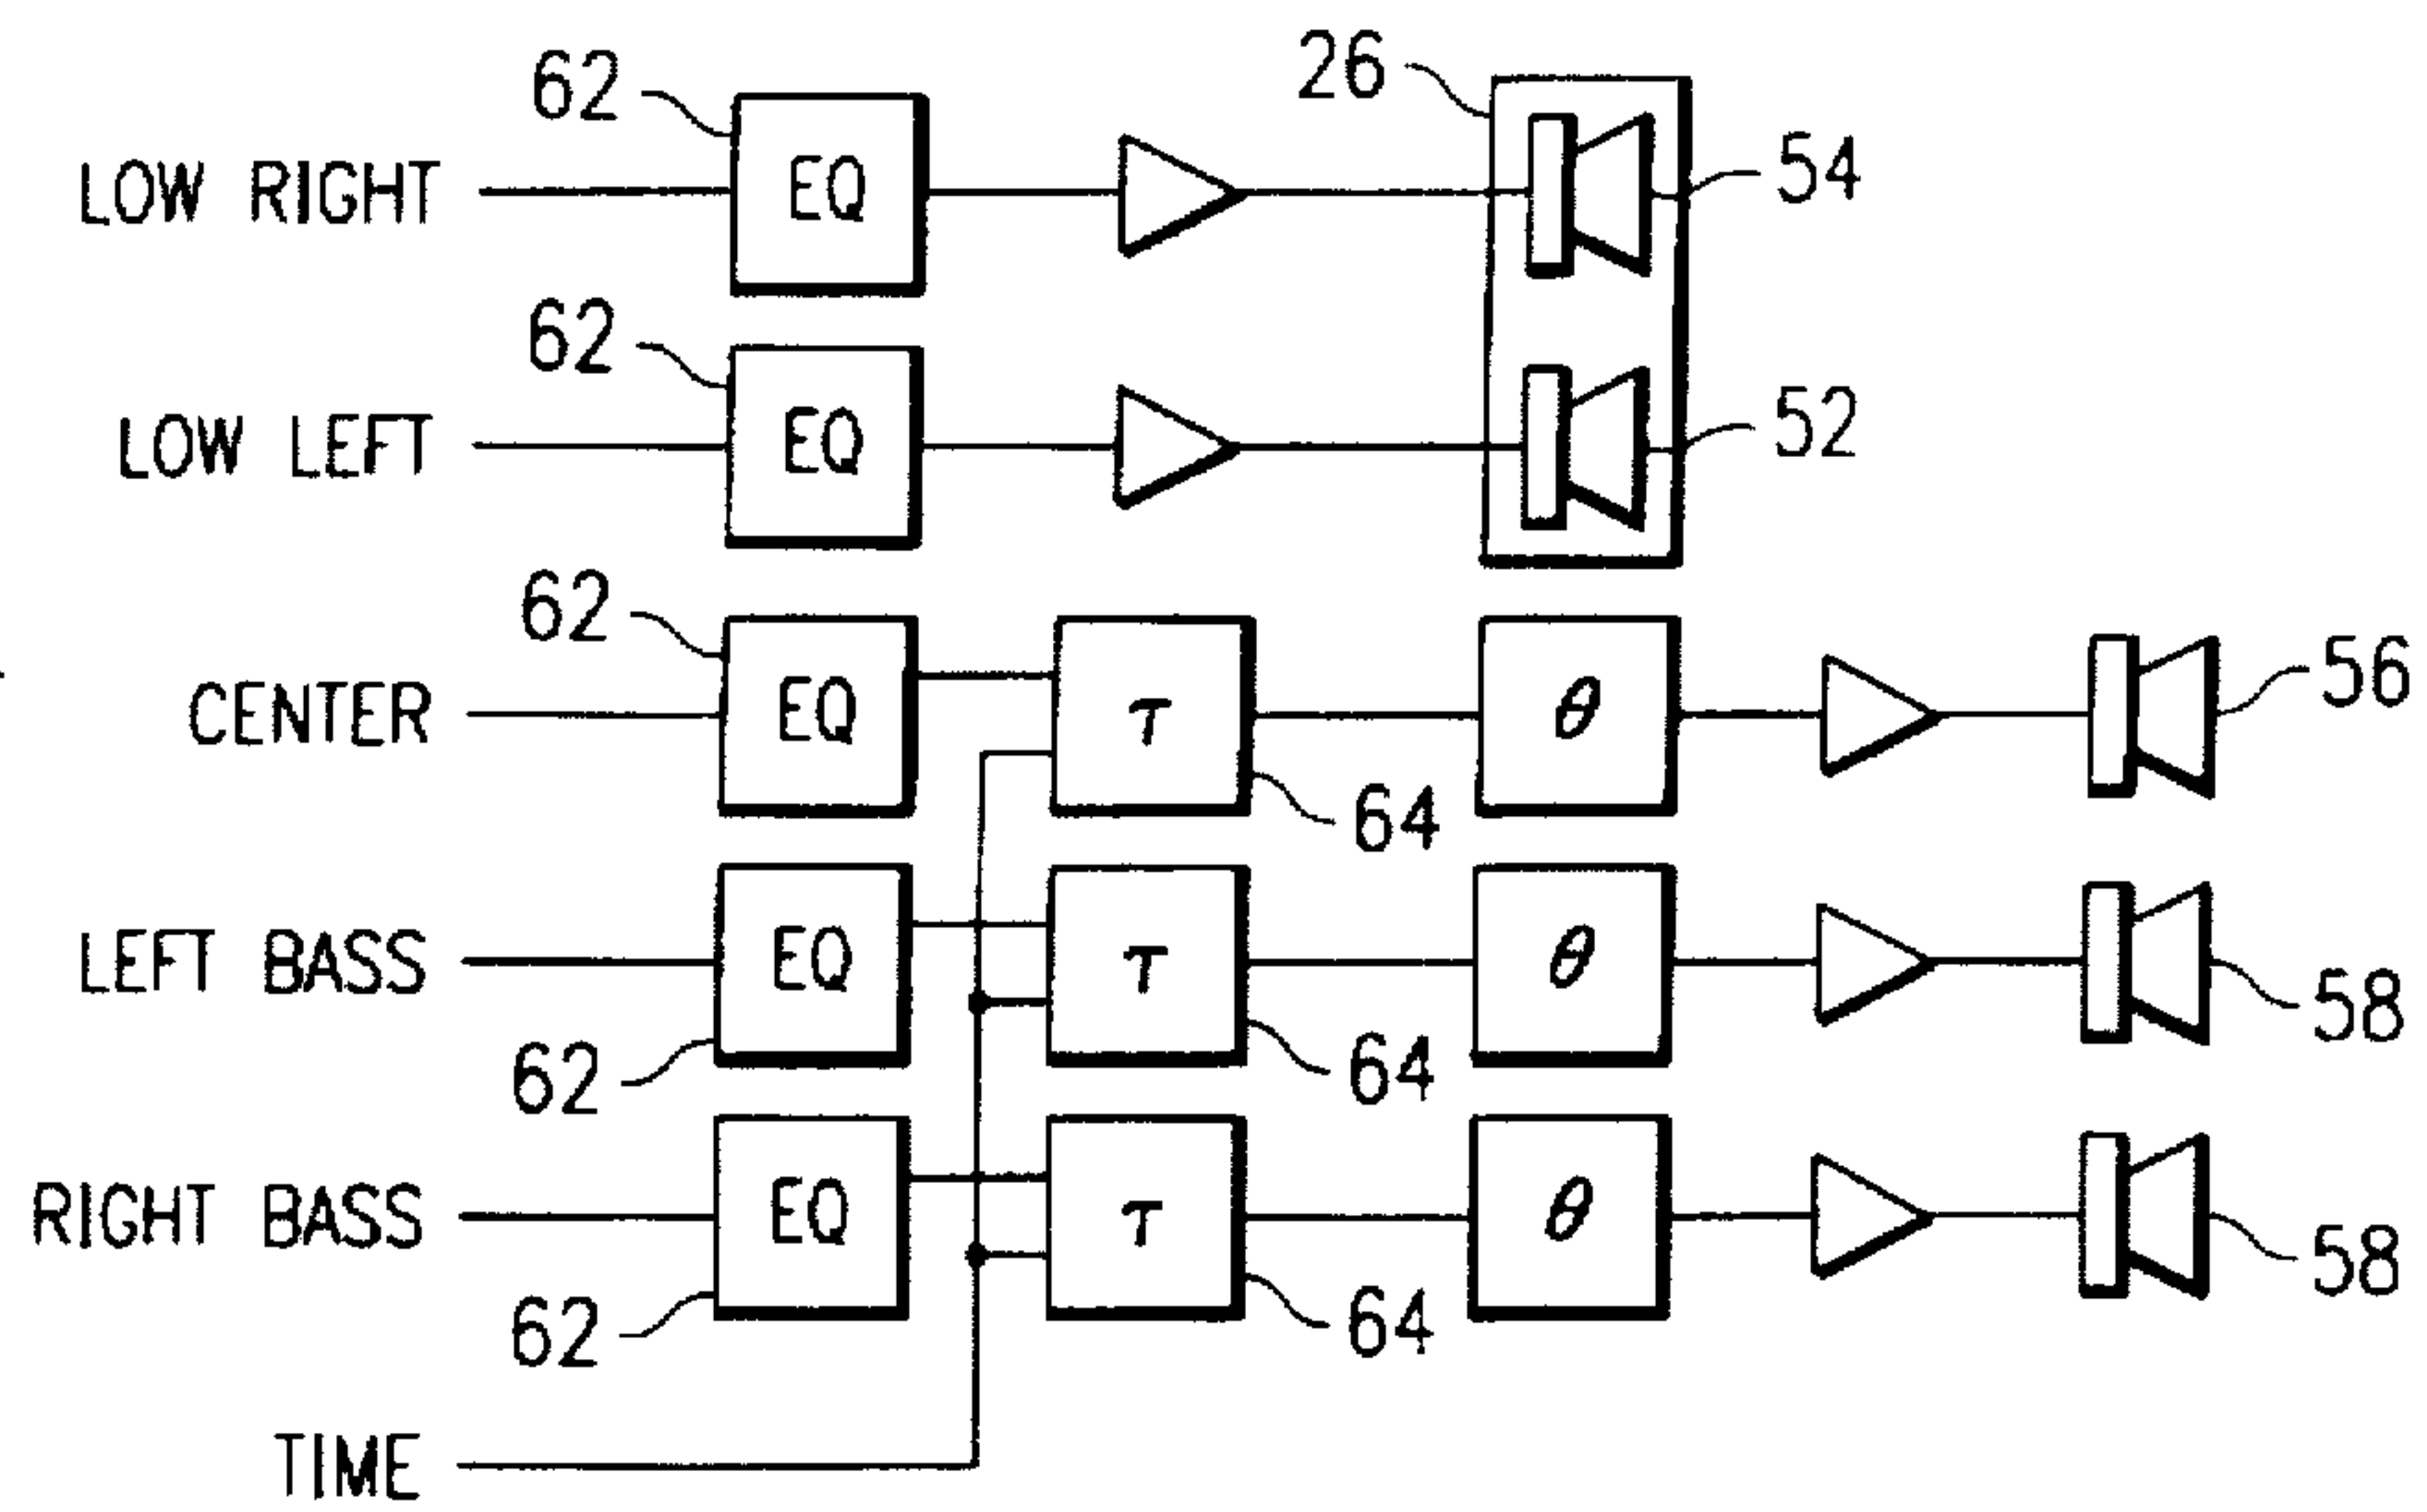 62
26
LOW RIGHT
EQ
54
62
LOW LEFT
EQ
52
62
CENTER
EQ
τ
θ
56
64
LEFT BASS
EQ
τ
θ
58
62
64
RIGHT BASS
EQ
τ
θ
58
62
64
TIME